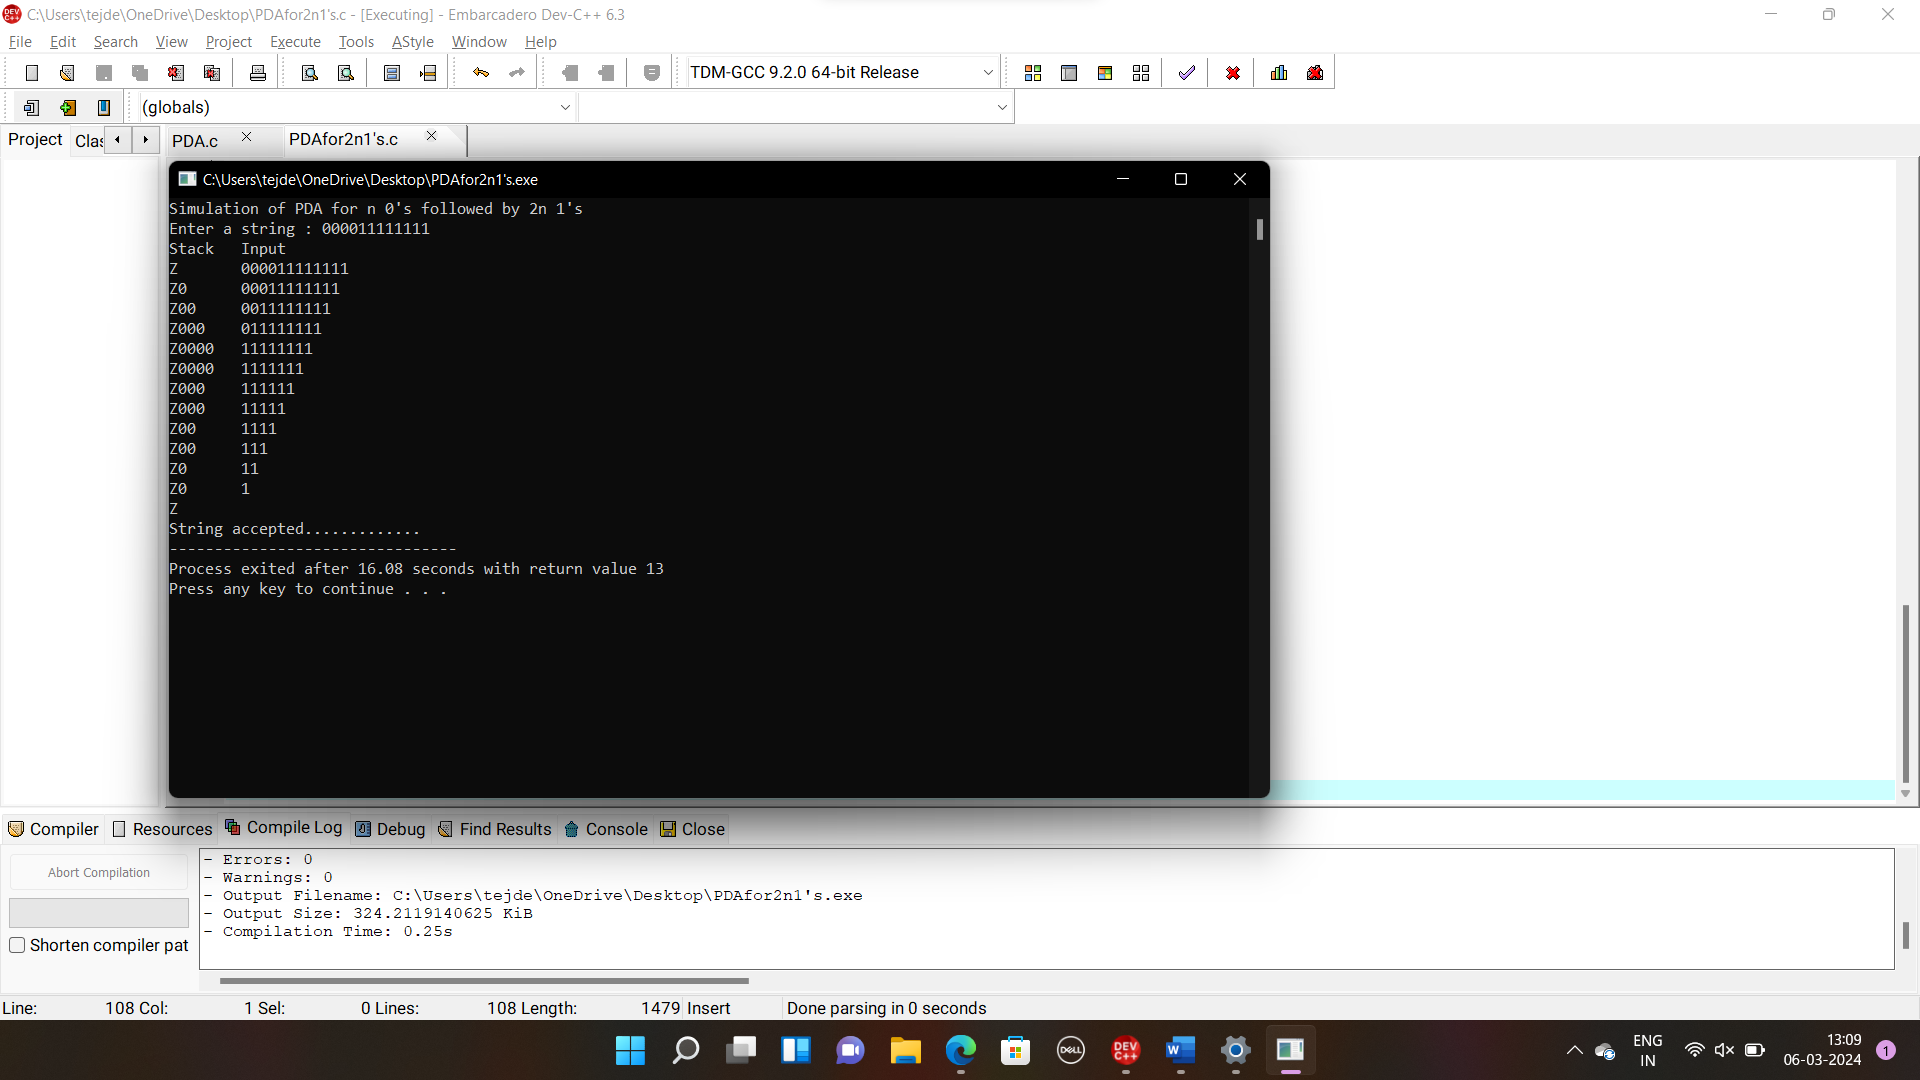 C:\Users\tejde\OneDrive\Desktop\PDAfor2n1's.c - [Executing] - Embarcadero Dev-C++ 6.3
File Edit Search View Project Execute Tools AStyle Window Help
TDM-GCC 9.2.0 64-bit Release
(globals)
Project Clas PDA.c PDAfor2n1's.c
C:\Users\tejde\OneDrive\Desktop\PDAfor2n1's.exe
Simulation of PDA for n 0's followed by 2n 1's
Enter a string : 000011111111
Stack Input
Z 000011111111
Z0 00011111111
Z00 0011111111
Z000 011111111
Z0000 11111111
Z0000 1111111
Z000 111111
Z000 11111
Z00 1111
Z00 111
Z0 11
Z0 1
Z
String accepted.............
--------------------------------
Process exited after 16.08 seconds with return value 13
Press any key to continue . . .
Compiler Resources Compile Log Debug Find Results Console Close
Abort Compilation
Shorten compiler pat
- Errors: 0
- Warnings: 0
- Output Filename: C:\Users\tejde\OneDrive\Desktop\PDAfor2n1's.exe
- Output Size: 324.2119140625 KiB
- Compilation Time: 0.25s
Line: 108 Col: 1 Sel: 0 Lines: 108 Length: 1479 Insert Done parsing in 0 seconds
DELL
DEV C++
W
ENG
IN
13:09
06-03-2024
1